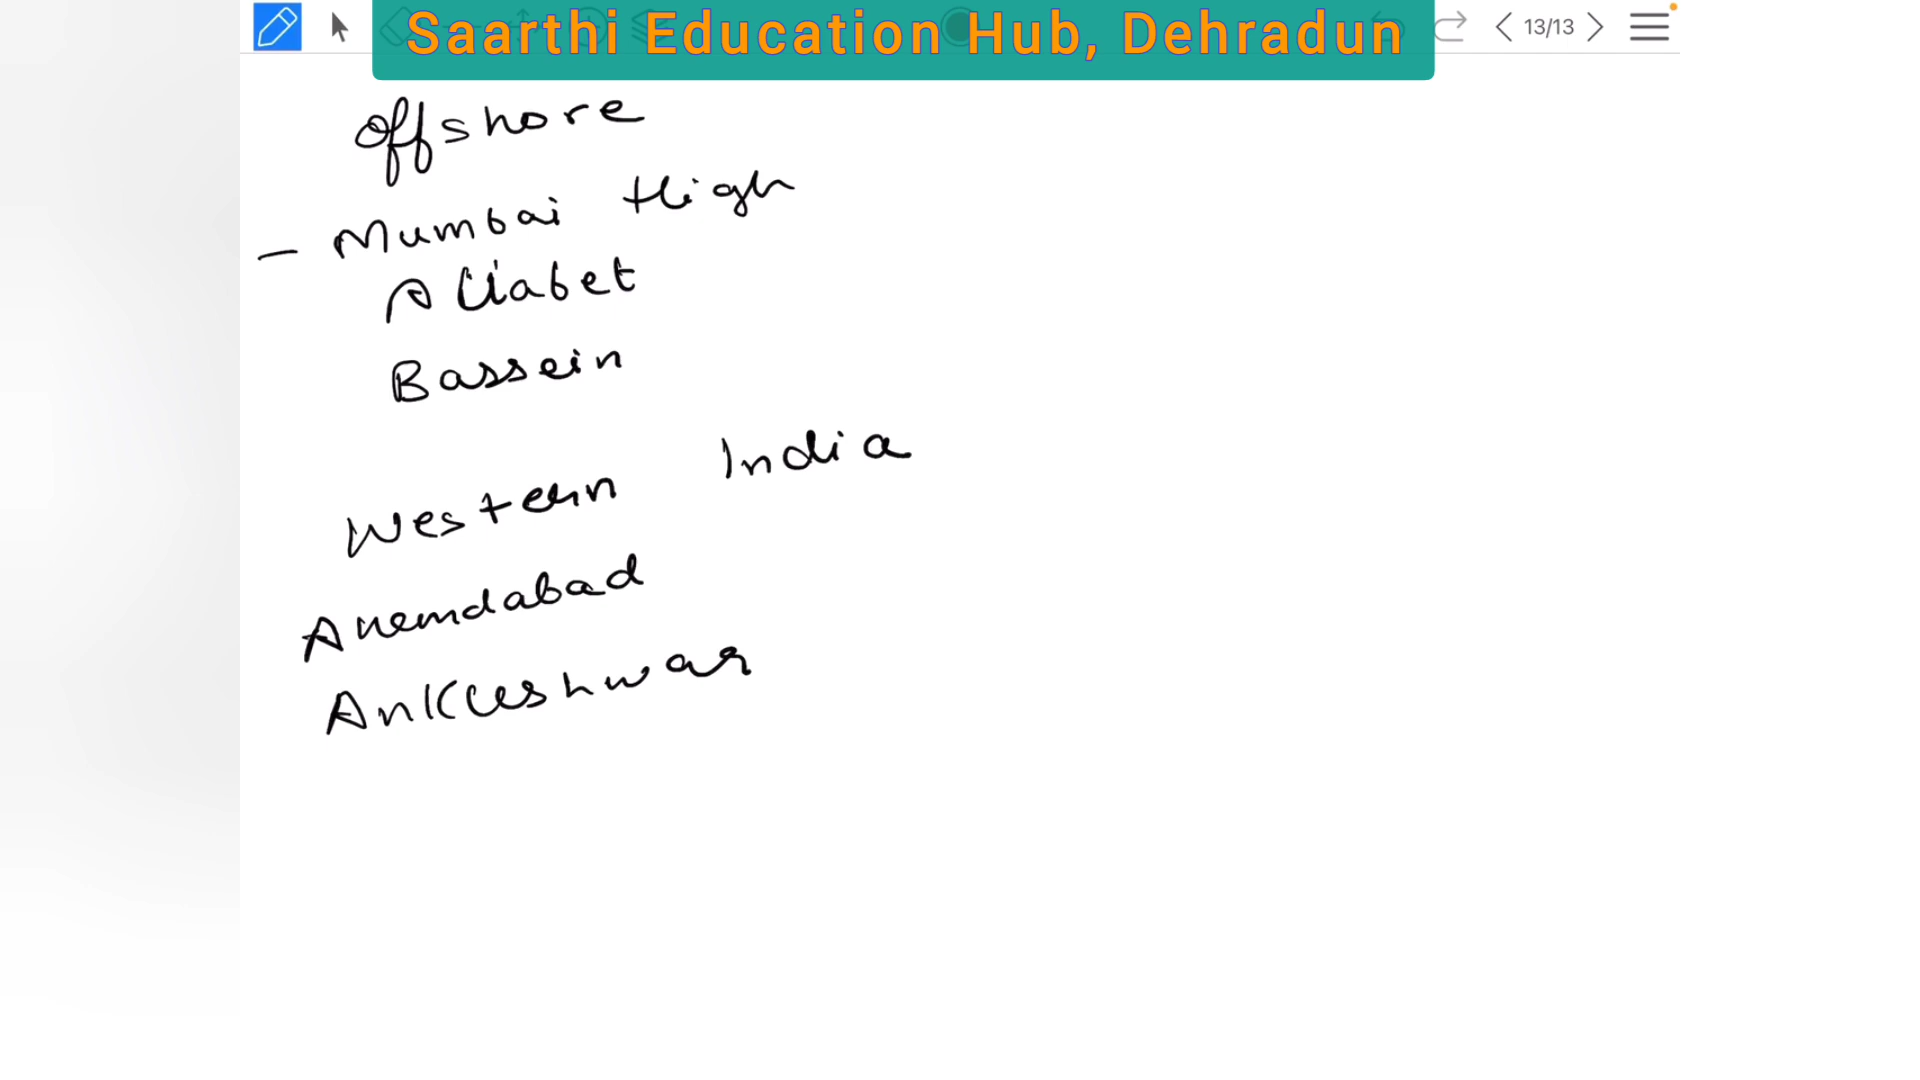 Saarthi Education Hub, Dehradun
13/13
Offshore
– Mumbai High
Aliabet
Bassein
Western India
Ahemdabad
Ankleshwar